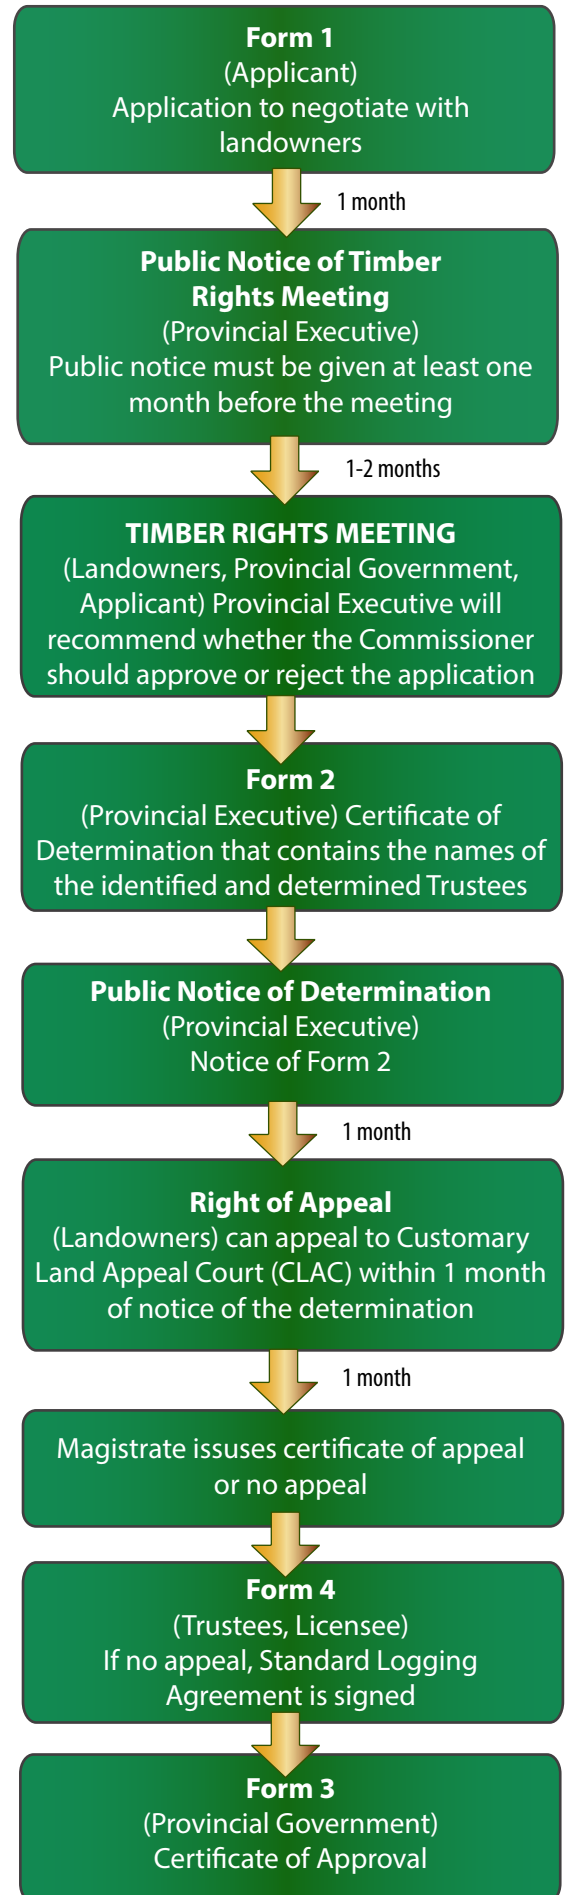 Form 1
(Applicant)
Application to negotiate with
landowners
1 month
Public Notice of Timber
Rights Meeting
(Provincial Executive)
Public notice must be given at least one
month before the meeting
1-2 months
TIMBER RIGHTS MEETING
(Landowners, Provincial Government,
Applicant) Provincial Executive will
recommend whether the Commissioner
should approve or reject the application
Form 2
(Provincial Executive) Certificate of
Determination that contains the names of
the identified and determined Trustees
Public Notice of Determination
(Provincial Executive)
Notice of Form 2
1 month
Right of Appeal
(Landowners) can appeal to Customary
Land Appeal Court (CLAC) within 1 month
of notice of the determination
1 month
Magistrate issuses certificate of appeal
or no appeal
Form 4
(Trustees, Licensee)
If no appeal, Standard Logging
Agreement is signed
Form 3
(Provincial Government)
Certificate of Approval